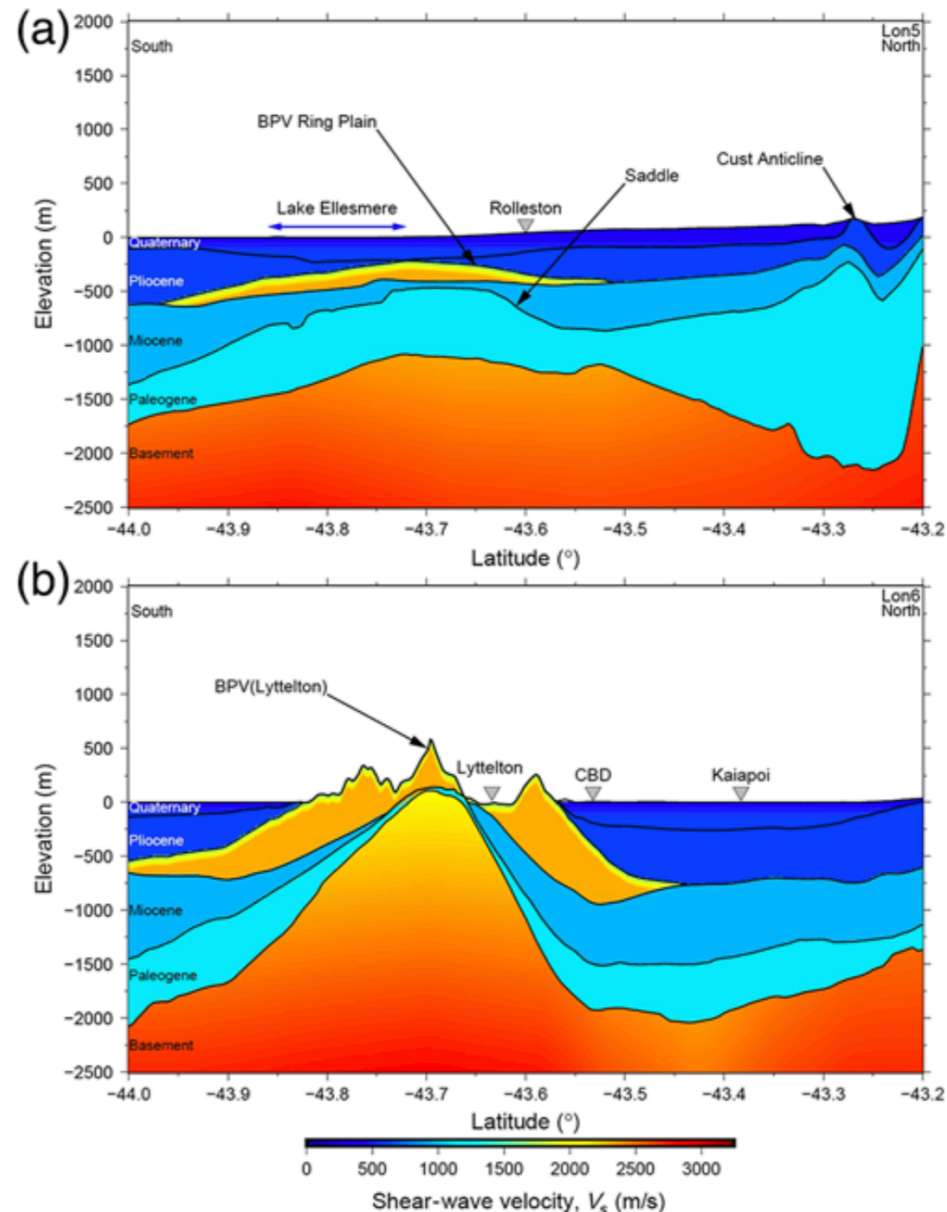 (a)
2000
South
Lon5
North
1500
1000
BPV Ring Plain
Cust Anticline
500
Saddle
Lake Ellesmere
Rolleston
0
Quaternary
Pliocene
−500
Miocene
−1000
Paleogene
−1500
Basement
−2000
−2500
Elevation (m)
−44.0 −43.9 −43.8 −43.7 −43.6 −43.5 −43.4 −43.3 −43.2
Latitude (°)
(b)
2000
South
Lon6
North
1500
1000
BPV(Lyttelton)
500
Lyttelton
CBD
Kaiapoi
0
Quaternary
Pliocene
−500
Miocene
−1000
−1500
Paleogene
−2000
Basement
−2500
Elevation (m)
−44.0 −43.9 −43.8 −43.7 −43.6 −43.5 −43.4 −43.3 −43.2
Latitude (°)
0 500 1000 1500 2000 2500 3000
Shear-wave velocity, Vs (m/s)